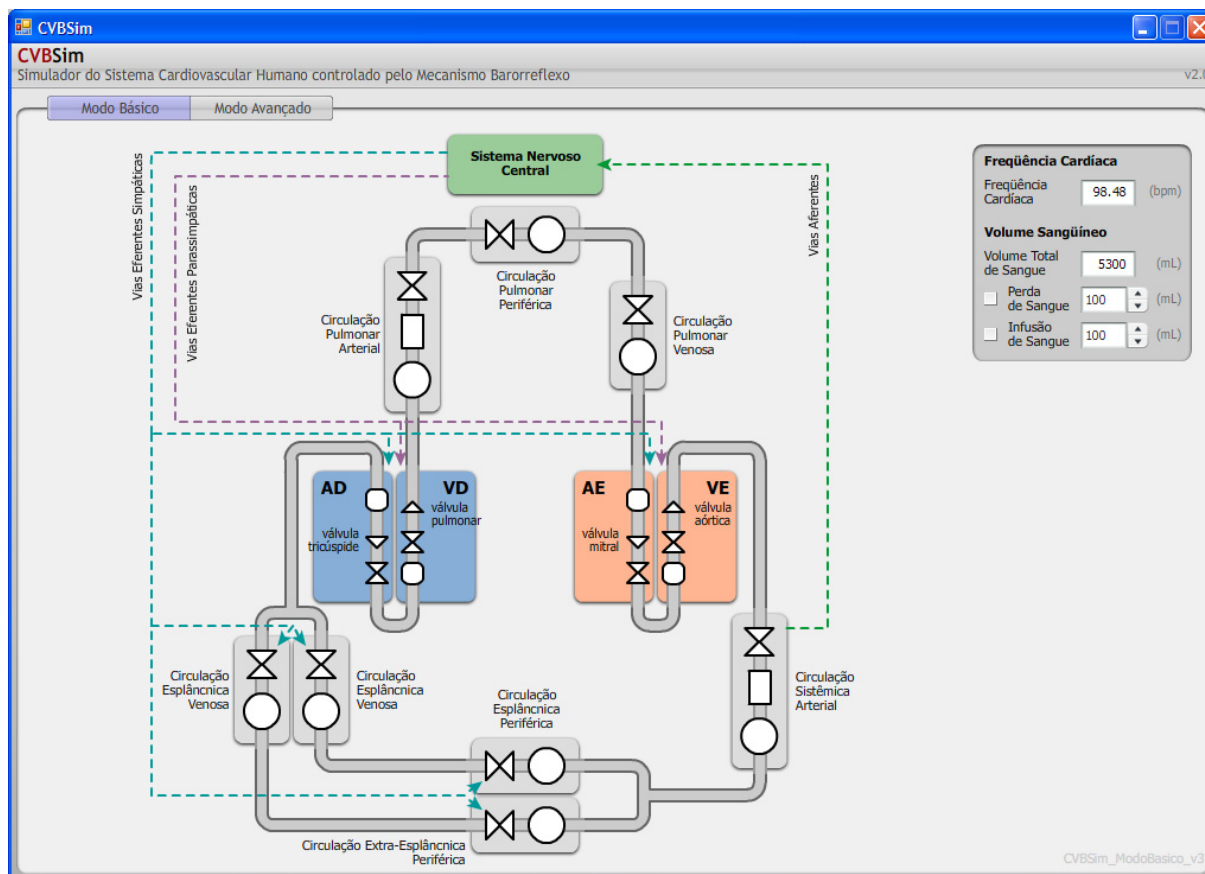 CVBSim
CVBSim
Simulador do Sistema Cardiovascular Humano controlado pelo Mecanismo Barorreflexo
v2.0
Modo Básico
Modo Avançado
Vias Eferentes Simpáticas
Vias Eferentes Parassimpáticas
Sistema Nervoso
Central
Vias Aferentes
Freqüência Cardíaca
Freqüência
Cardíaca
98.48
(bpm)
Volume Sangüíneo
Volume Total
de Sangue
5300
(mL)
Perda
de Sangue
100
(mL)
Infusão
de Sangue
100
(mL)
Circulação
Pulmonar
Periférica
Circulação
Pulmonar
Arterial
Circulação
Pulmonar
Venosa
AD
VD
válvula
pulmonar
válvula
tricúspide
AE
VE
válvula
aórtica
válvula
mitral
Circulação
Esplâncnica
Venosa
Circulação
Esplâncnica
Venosa
Circulação
Esplâncnica
Periférica
Circulação
Sistêmica
Arterial
Circulação Extra-Esplâncnica
Periférica
CVBSim_ModoBasico_v3